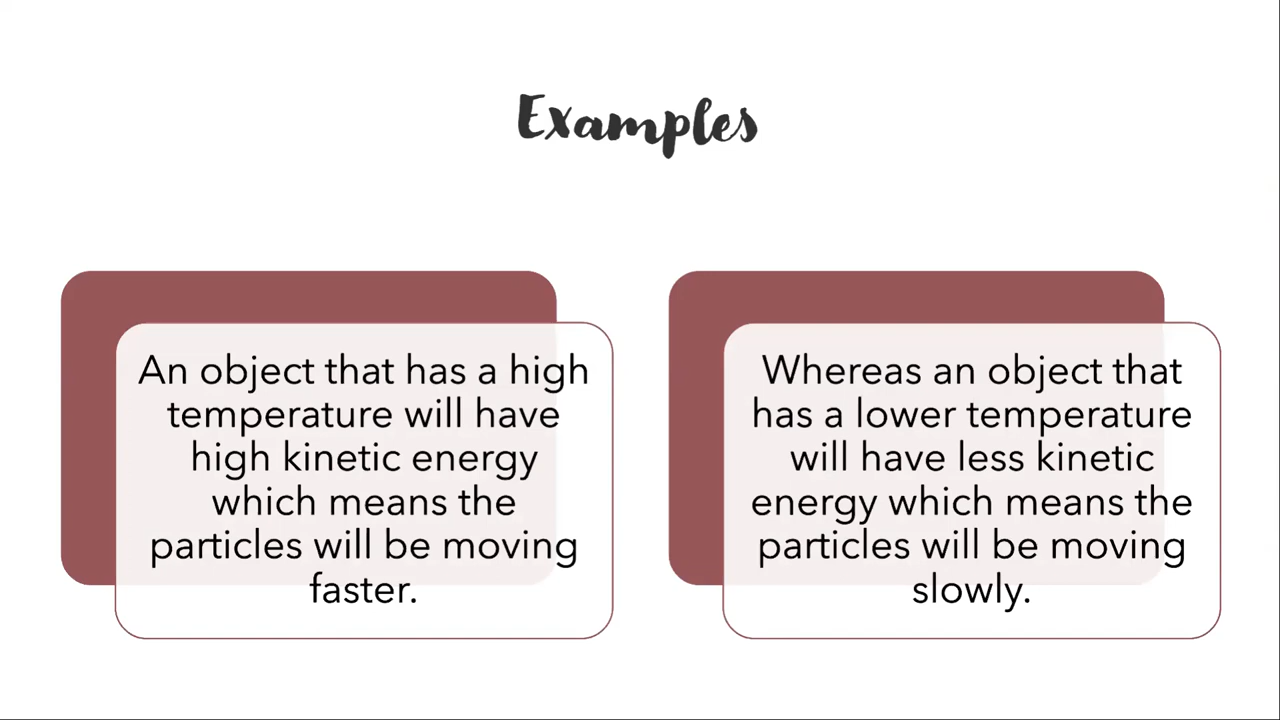 Examples
An object that has a high
temperature will have
high kinetic energy
which means the
particles will be moving
faster.
Whereas an object that
has a lower temperature
will have less kinetic
energy which means the
particles will be moving
slowly.